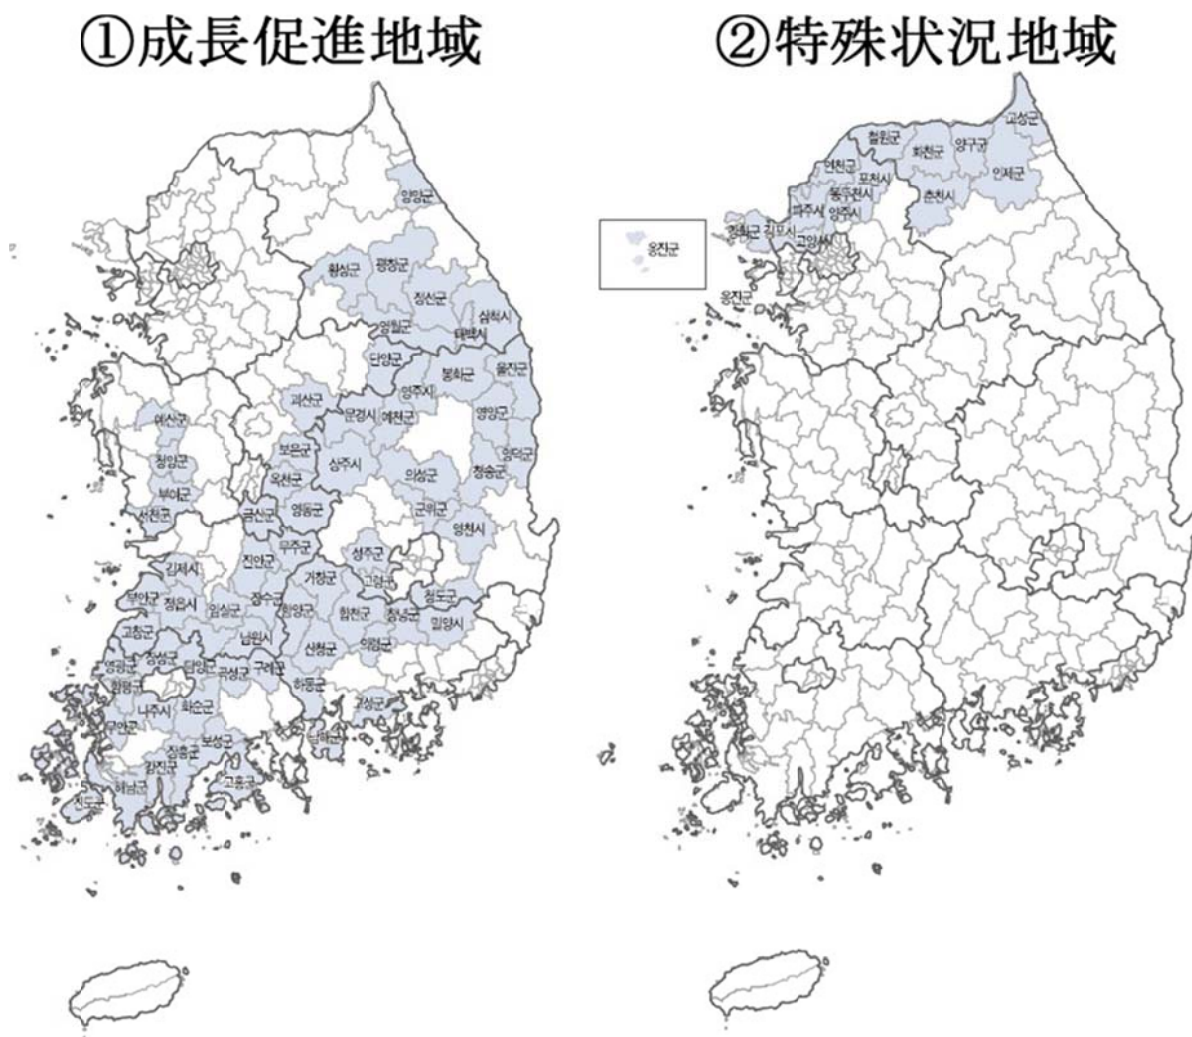 ①成長促進地域
②特殊状況地域
양양군
횡성군
평창군
정선군
삼척시
영월군
태백시
단양군
봉화군
울진군
영주시
괴산군
문경시
예천군
영양군
예산군
보은군
상주시
의성군
영덕군
청양군
옥천군
청송군
부여군
서천군
금산군
영동군
군위군
영천시
무주군
진안군
성주군
김제시
거창군
고령군
부안군
정읍시
임실군
장수군
함양군
합천군
창녕군
청도군
밀양시
고창군
남원시
산청군
의령군
영광군
장성군
담양군
곡성군
구례군
함평군
하동군
나주시
화순군
고성군
무안군
보성군
남해군
장흥군
강진군
해남군
고흥군
진도군
고성군
철원군
화천군
양구군
인제군
연천군
포천시
동두천시
춘천시
파주시
양주시
강화군
김포시
고양시
옹진군
옹진군